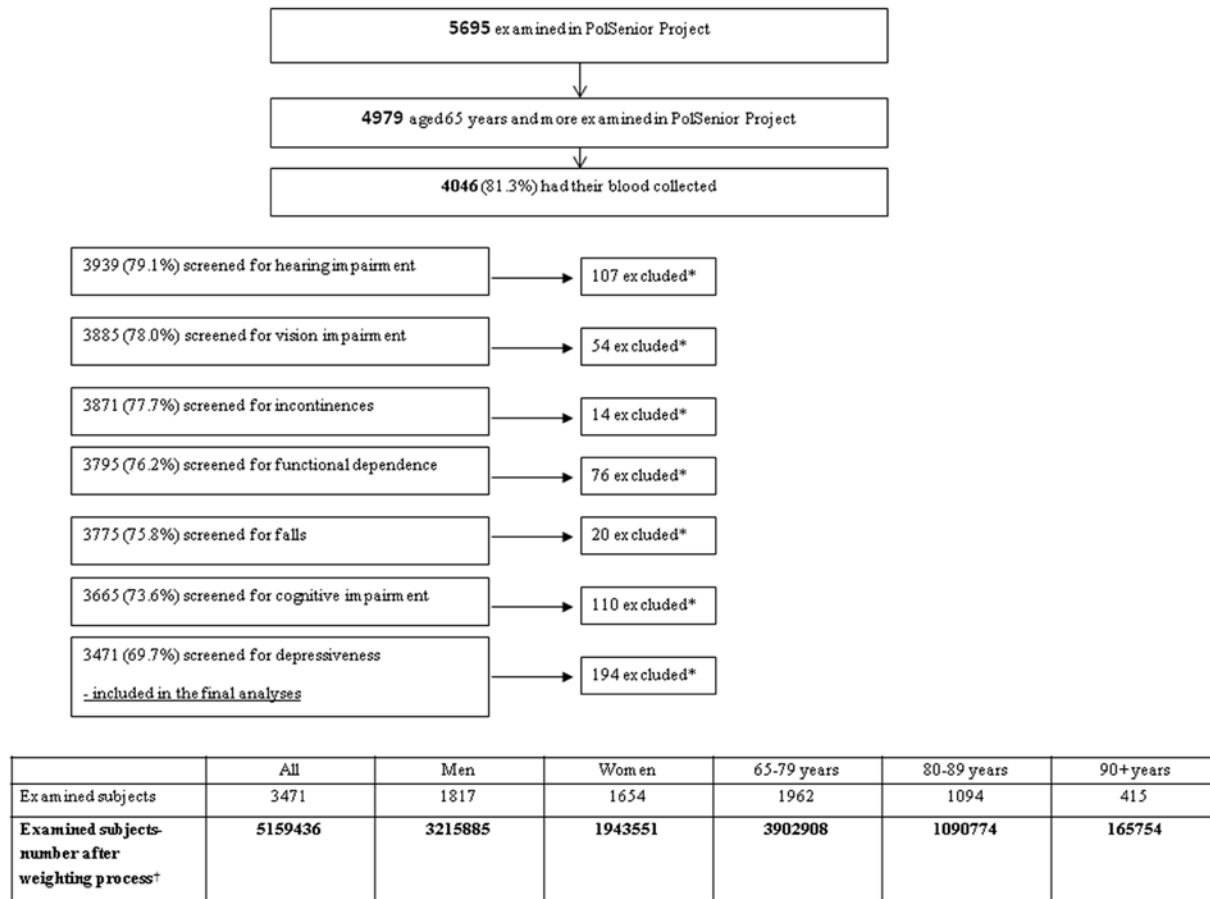 5695 examined in PolSenior Project
4979 aged 65 years and more examined in PolSenior Project
4046 (81.3%) had their blood collected
3939 (79.1%) screened for hearing impairment
107 excluded*
3885 (78.0%) screened for vision impairment
54 excluded*
3871 (77.7%) screened for incontinences
14 excluded*
3795 (76.2%) screened for functional dependence
76 excluded*
3775 (75.8%) screened for falls
20 excluded*
3665 (73.6%) screened for cognitive impairment
110 excluded*
3471 (69.7%) screened for depressiveness
- included in the final analyses
194 excluded*
All Men Women 65-79 years 80-89 years 90+ years
Examined subjects 3471 1817 1654 1962 1094 415
Examined subjects- 5159436 3215885 1943551 3902908 1090774 165754
number after
weighting process†